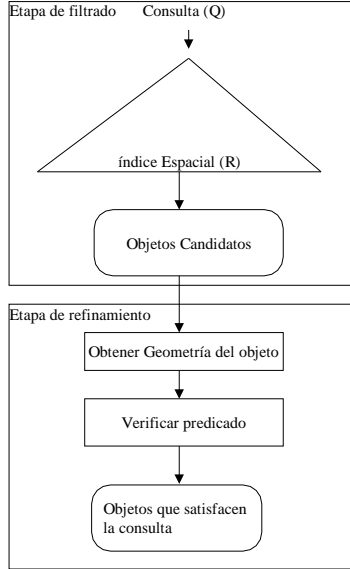 Etapa de filtrado
Consulta (Q)
índice Espacial (R)
Objetos Candidatos
Etapa de refinamiento
Obtener Geometría del objeto
Verificar predicado
Objetos que satisfacen
la consulta